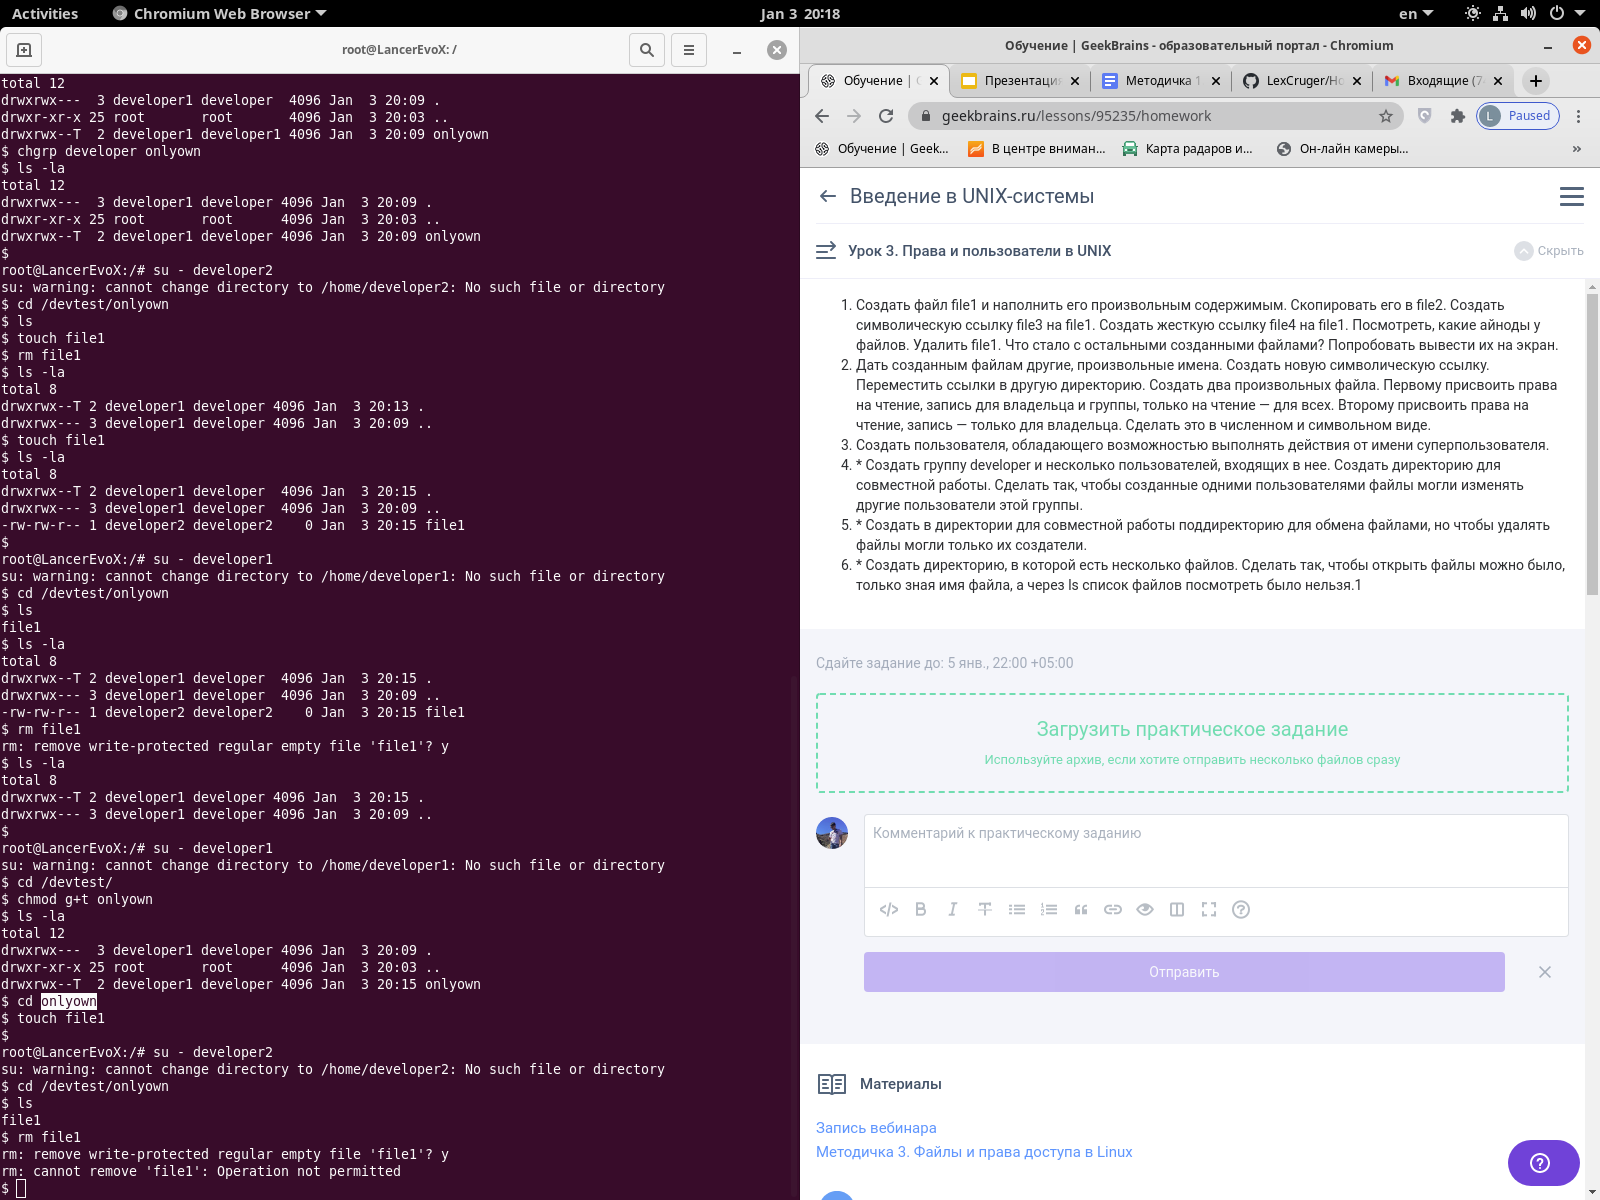 Activities
Chromium Web Browser
Jan 3 20:18
en
root@LancerEvoX: /
total 12
drwxrwx---  3 developer1 developer  4096 Jan  3 20:09 .
drwxr-xr-x 25 root       root       4096 Jan  3 20:03 ..
drwxrwx--T  2 developer1 developer1 4096 Jan  3 20:09 onlyown
$ chgrp developer onlyown
$ ls -la
total 12
drwxrwx---  3 developer1 developer 4096 Jan  3 20:09 .
drwxr-xr-x 25 root       root      4096 Jan  3 20:03 ..
drwxrwx--T  2 developer1 developer 4096 Jan  3 20:09 onlyown
$
root@LancerEvoX:/# su - developer2
su: warning: cannot change directory to /home/developer2: No such file or directory
$ cd /devtest/onlyown
$ ls
$ touch file1
$ rm file1
$ ls -la
total 8
drwxrwx--T 2 developer1 developer 4096 Jan  3 20:13 .
drwxrwx--- 3 developer1 developer 4096 Jan  3 20:09 ..
$ touch file1
$ ls -la
total 8
drwxrwx--T 2 developer1 developer  4096 Jan  3 20:15 .
drwxrwx--- 3 developer1 developer  4096 Jan  3 20:09 ..
-rw-rw-r-- 1 developer2 developer2    0 Jan  3 20:15 file1
$
root@LancerEvoX:/# su - developer1
su: warning: cannot change directory to /home/developer1: No such file or directory
$ cd /devtest/onlyown
$ ls
file1
$ ls -la
total 8
drwxrwx--T 2 developer1 developer  4096 Jan  3 20:15 .
drwxrwx--- 3 developer1 developer  4096 Jan  3 20:09 ..
-rw-rw-r-- 1 developer2 developer2    0 Jan  3 20:15 file1
$ rm file1
rm: remove write-protected regular empty file 'file1'? y
$ ls -la
total 8
drwxrwx--T 2 developer1 developer 4096 Jan  3 20:15 .
drwxrwx--- 3 developer1 developer 4096 Jan  3 20:09 ..
$
root@LancerEvoX:/# su - developer1
su: warning: cannot change directory to /home/developer1: No such file or directory
$ cd /devtest/
$ chmod g+t onlyown
$ ls -la
total 12
drwxrwx---  3 developer1 developer 4096 Jan  3 20:09 .
drwxr-xr-x 25 root       root      4096 Jan  3 20:03 ..
drwxrwx--T  2 developer1 developer 4096 Jan  3 20:15 onlyown
$ cd onlyown
$ touch file1
$
root@LancerEvoX:/# su - developer2
su: warning: cannot change directory to /home/developer2: No such file or directory
$ cd /devtest/onlyown
$ ls
file1
$ rm file1
rm: remove write-protected regular empty file 'file1'? y
rm: cannot remove 'file1': Operation not permitted
$
Обучение | GeekBrains - образовательный портал - Chromium
Обучение |
Презентаци
Методичка 1
LexCruger/Ho
Входящие (7
geekbrains.ru/lessons/95235/homework
L Paused
Обучение | Geek...
В центре вниман...
Карта радаров и...
Он-лайн камеры...
»
Введение в UNIX-системы
Урок 3. Права и пользователи в UNIX
Скрыть
1. Создать файл file1 и наполнить его произвольным содержимым. Скопировать его в file2. Создать
символическую ссылку file3 на file1. Создать жесткую ссылку file4 на file1. Посмотреть, какие айноды у
файлов. Удалить file1. Что стало с остальными созданными файлами? Попробовать вывести их на экран.
2. Дать созданным файлам другие, произвольные имена. Создать новую символическую ссылку.
Переместить ссылки в другую директорию. Создать два произвольных файла. Первому присвоить права
на чтение, запись для владельца и группы, только на чтение — для всех. Второму присвоить права на
чтение, запись — только для владельца. Сделать это в численном и символьном виде.
3. Создать пользователя, обладающего возможностью выполнять действия от имени суперпользователя.
4. * Создать группу developer и несколько пользователей, входящих в нее. Создать директорию для
совместной работы. Сделать так, чтобы созданные одними пользователями файлы могли изменять
другие пользователи этой группы.
5. * Создать в директории для совместной работы поддиректорию для обмена файлами, но чтобы удалять
файлы могли только их создатели.
6. * Создать директорию, в которой есть несколько файлов. Сделать так, чтобы открыть файлы можно было,
только зная имя файла, а через ls список файлов посмотреть было нельзя.1
Сдайте задание до: 5 янв., 22:00 +05:00
Загрузить практическое задание
Используйте архив, если хотите отправить несколько файлов сразу
Комментарий к практическому заданию
Отправить
Материалы
Запись вебинара
Методичка 3. Файлы и права доступа в Linux